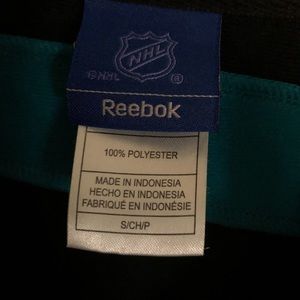 NHL
©NHL ®
Reebok
100% POLYESTER
MADE IN INDONESIA
HECHO EN INDONESIA
FABRIQUÉ EN INDONÉSIE
S/CH/P